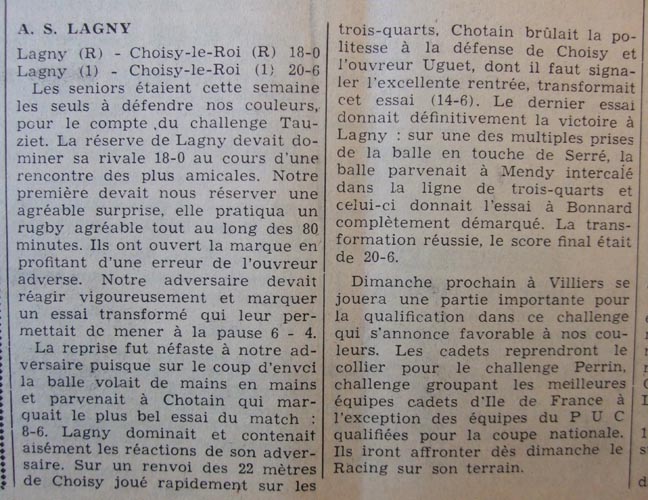 A. S. LAGNY
Lagny (R) - Choisy-le-Roi (R) 18-0
Lagny (1) - Choisy-le-Roi (1) 20-6
Les seniors étaient cette semaine
les seuls à défendre nos couleurs,
pour le compte du challenge Tau-
ziet. La réserve de Lagny devait do-
miner sa rivale 18-0 au cours d'une
rencontre des plus amicales. Notre
première devait nous réserver une
agréable surprise, elle pratiqua un
rugby agréable tout au long des 80
minutes. Ils ont ouvert la marque en
profitant d'une erreur de l'ouvreur
adverse. Notre adversaire devait
réagir vigoureusement et marquer
un essai transformé qui leur per-
mettait de mener à la pause 6 - 4.
La reprise fut néfaste à notre ad-
versaire puisque sur le coup d'envoi
la balle volait de mains en mains
et parvenait à Chotain qui mar-
quait le plus bel essai du match :
8-6. Lagny dominait et contenait
aisément les réactions de son adver-
saire. Sur un renvoi des 22 mètres
de Choisy joué rapidement sur les
trois-quarts, Chotain brûlait la po-
litesse à la défense de Choisy et
l'ouvreur Uguet, dont il faut signa-
ler l'excellente rentrée, transformait
cet essai (14-6). Le dernier essai
donnait définitivement la victoire à
Lagny : sur une des multiples prises
de la balle en touche de Serré, la
balle parvenait à Mendy intercalé
dans la ligne de trois-quarts et
celui-ci donnait l'essai à Bonnard
complètement démarqué. La trans-
formation réussie, le score final était
de 20-6.
Dimanche prochain à Villiers se
jouera une partie importante pour
la qualification dans ce challenge
qui s'annonce favorable à nos cou-
leurs. Les cadets reprendront le
collier pour le challenge Perrin,
challenge groupant les meilleures
équipes cadets d'Ile de France à
l'exception des équipes du P U C
qualifiées pour la coupe nationale.
Ils iront affronter dès dimanche le
Racing sur son terrain.